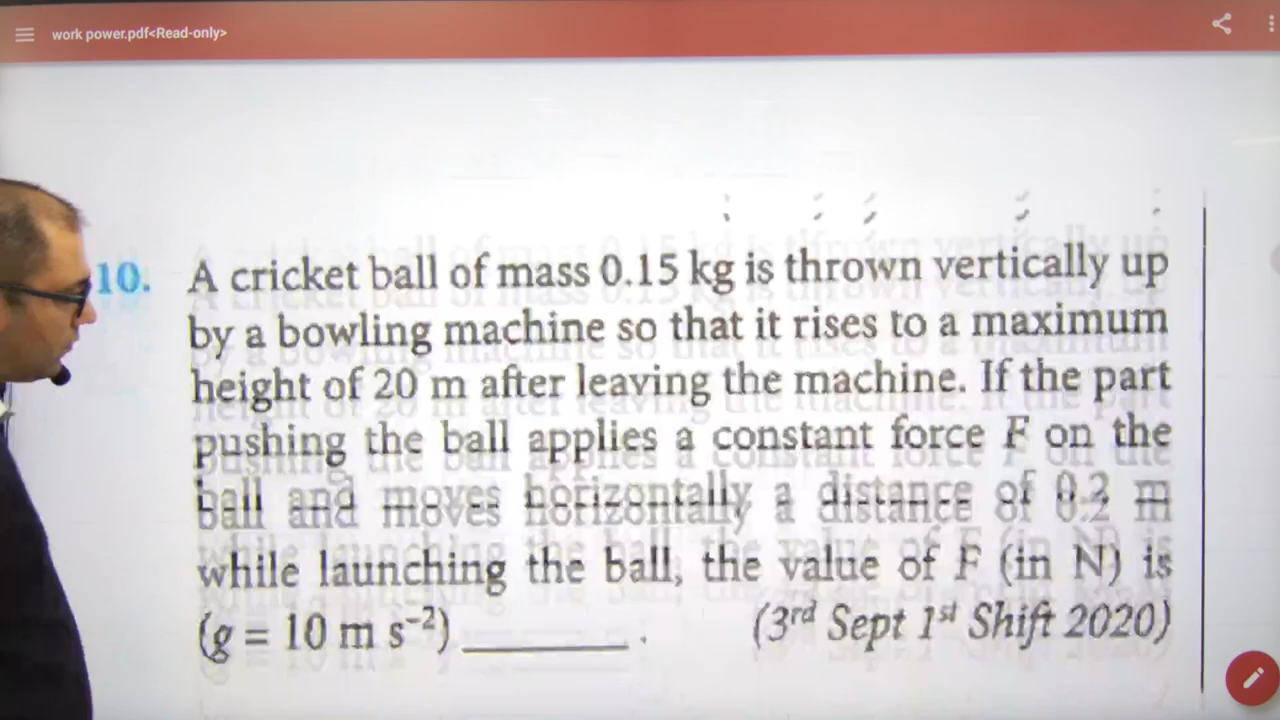 work power.pdf<Read-only>
10. A cricket ball of mass 0.15 kg is thrown vertically up
by a bowling machine so that it rises to a maximum
height of 20 m after leaving the machine. If the part
pushing the ball applies a constant force F on the
ball and moves horizontally a distance of 0.2 m
while launching the ball, the value of F (in N) is
(g = 10 m s⁻²) ________ . (3ʳᵈ Sept 1ˢᵗ Shift 2020)